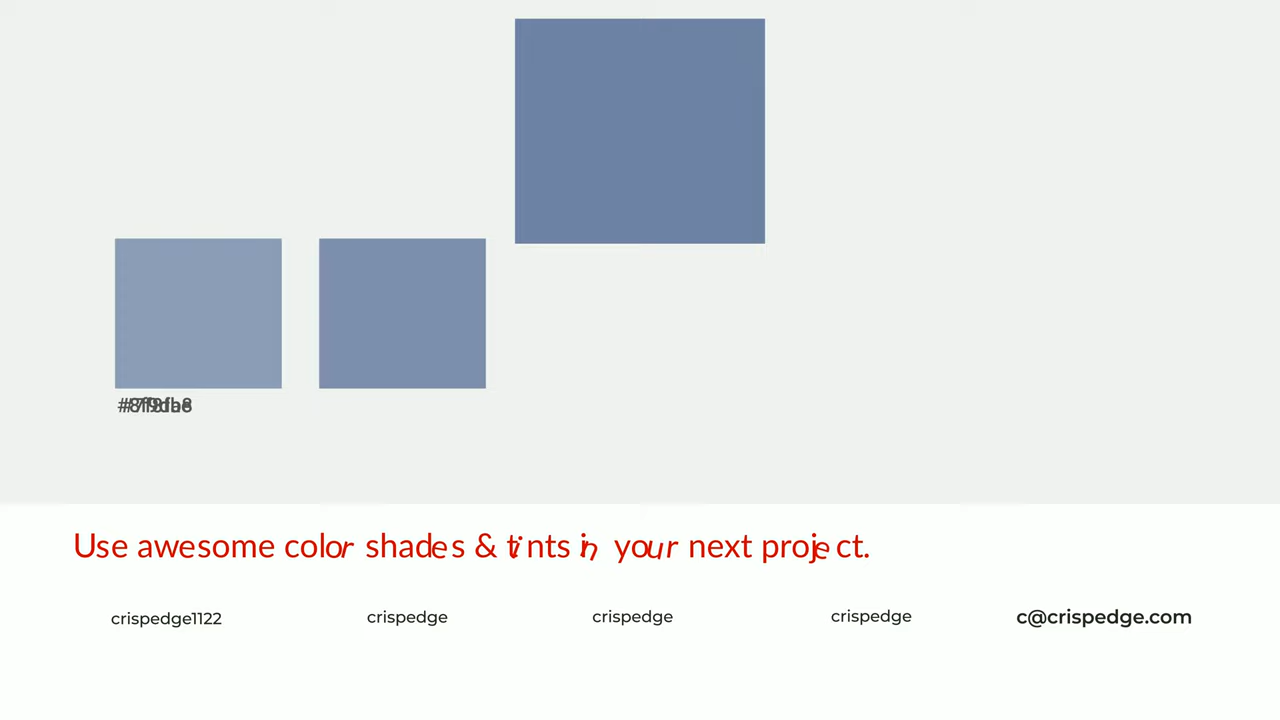 Use awesome color shades & tints in your next project.
crispedge1122 crispedge crispedge crispedge c@crispedge.com